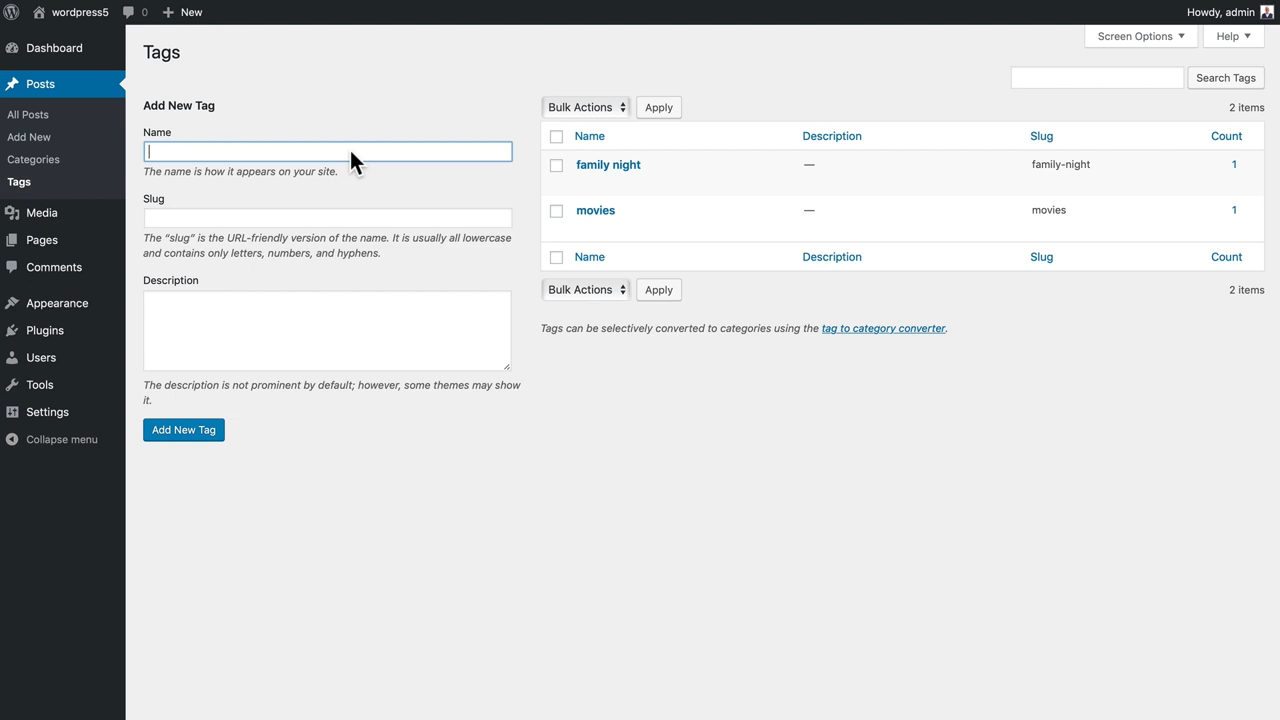 wordpress5 0 New Howdy, admin
Dashboard
Posts
All Posts
Add New
Categories
Tags
Media
Pages
Comments
Appearance
Plugins
Users
Tools
Settings
Collapse menu
Screen Options Help
Tags
Search Tags
Add New Tag
Name
The name is how it appears on your site.
Slug
The “slug” is the URL-friendly version of the name. It is usually all lowercase
and contains only letters, numbers, and hyphens.
Description
The description is not prominent by default; however, some themes may show
it.
Add New Tag
Bulk Actions Apply 2 items
Name Description Slug Count
family night — family-night 1
movies — movies 1
Name Description Slug Count
Bulk Actions Apply 2 items
Tags can be selectively converted to categories using the tag to category converter.